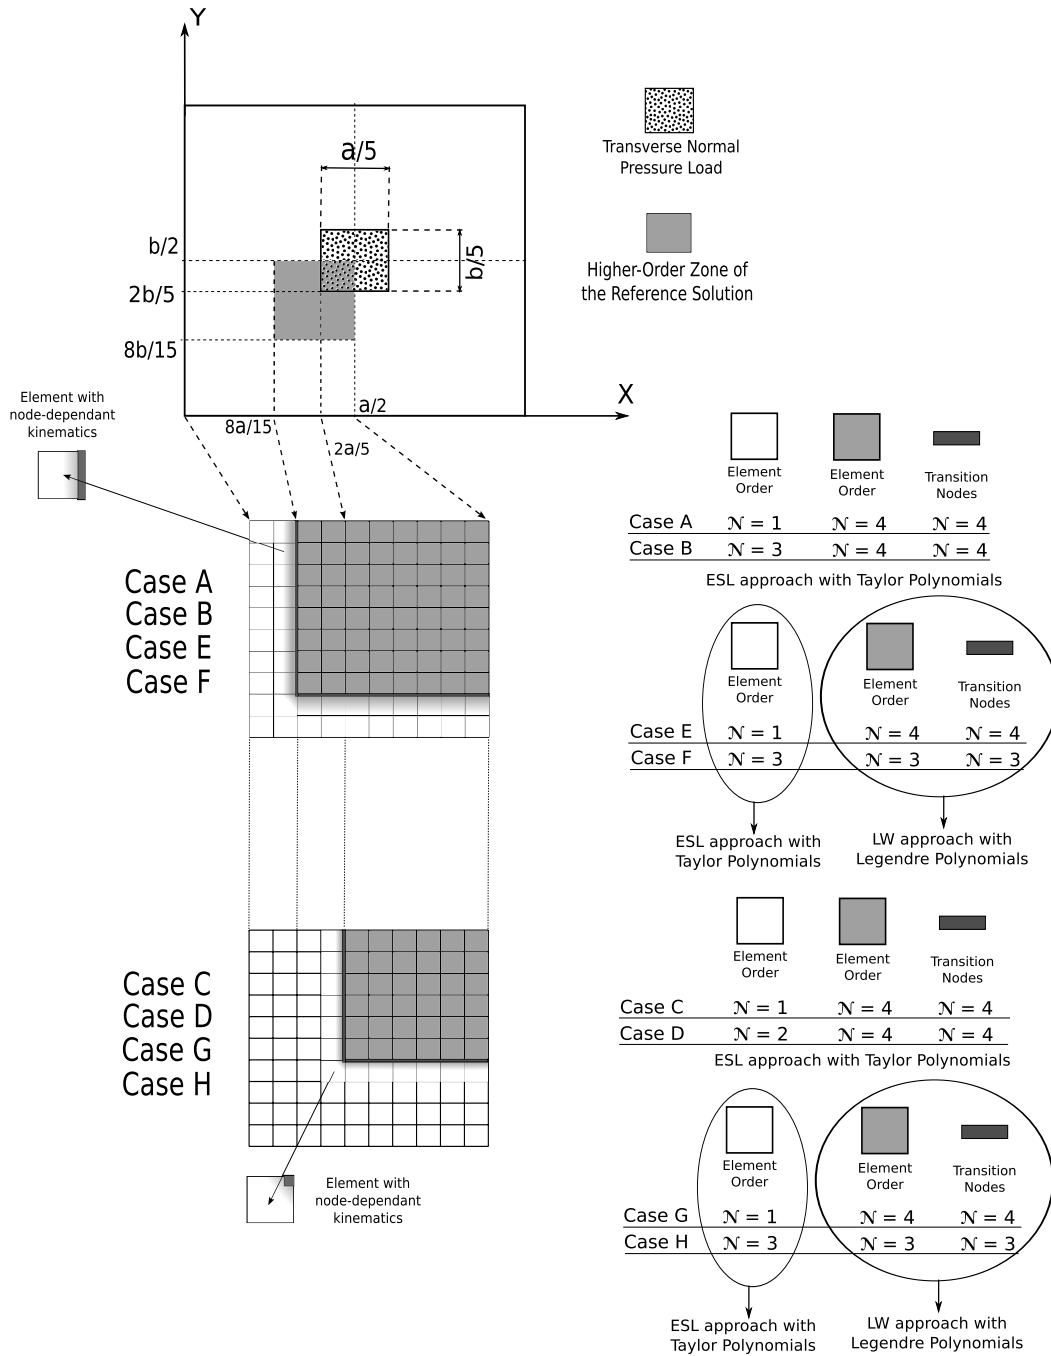 Y
a/5
Transverse Normal
Pressure Load
b/2
b/5
2b/5
Higher-Order Zone of
the Reference Solution
8b/15
X
a/2
8a/15
2a/5
Element with
node-dependant
kinematics
Element
Order
Element
Order
Transition
Nodes
Case A 𝒩 = 1 𝒩 = 4 𝒩 = 4
Case B 𝒩 = 3 𝒩 = 4 𝒩 = 4
ESL approach with Taylor Polynomials
Case A
Case B
Case E
Case F
Element
Order
Element
Order
Transition
Nodes
Case E 𝒩 = 1 𝒩 = 4 𝒩 = 4
Case F 𝒩 = 3 𝒩 = 3 𝒩 = 3
ESL approach with
Taylor Polynomials
LW approach with
Legendre Polynomials
Case C
Case D
Case G
Case H
Element
Order
Element
Order
Transition
Nodes
Case C 𝒩 = 1 𝒩 = 4 𝒩 = 4
Case D 𝒩 = 2 𝒩 = 4 𝒩 = 4
ESL approach with Taylor Polynomials
Element with
node-dependant
kinematics
Element
Order
Element
Order
Transition
Nodes
Case G 𝒩 = 1 𝒩 = 4 𝒩 = 4
Case H 𝒩 = 3 𝒩 = 3 𝒩 = 3
ESL approach with
Taylor Polynomials
LW approach with
Legendre Polynomials